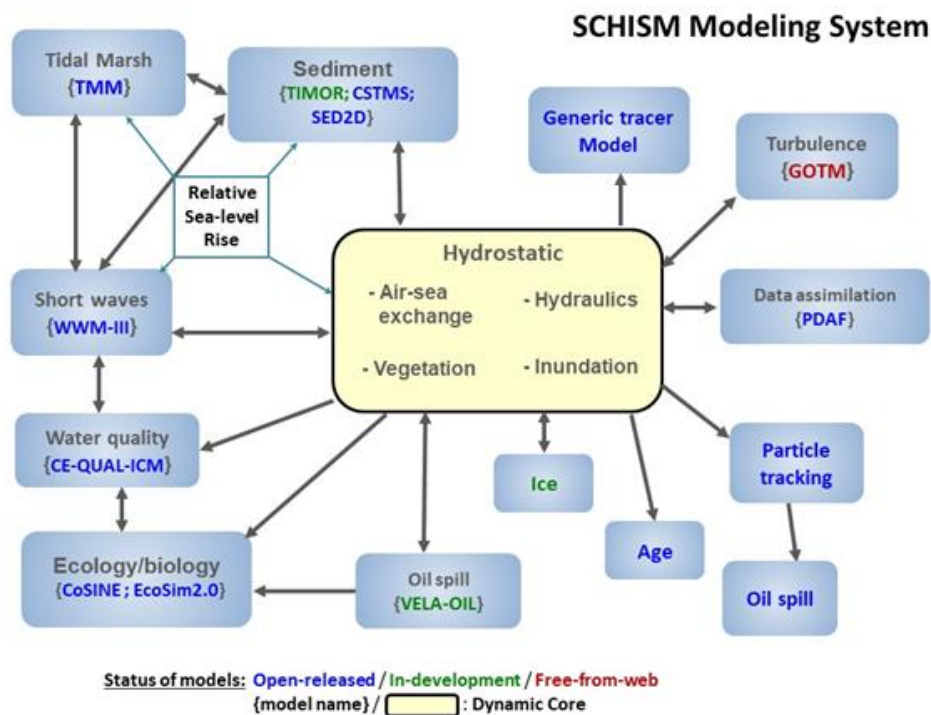 SCHISM Modeling System
Tidal Marsh
{TMM}
Sediment
{TIMOR; CSTMS;
SED2D}
Generic tracer
Model
Turbulence
{GOTM}
Relative
Sea-level
Rise
Hydrostatic
- Air-sea
exchange
- Hydraulics
- Vegetation
- Inundation
Short waves
{WWM-III}
Data assimilation
{PDAF}
Water quality
{CE-QUAL-ICM}
Particle
tracking
Ice
Age
Ecology/biology
{CoSINE ; EcoSim2.0}
Oil spill
{VELA-OIL}
Oil spill
Status of models: Open-released / In-development / Free-from-web
{model name} / : Dynamic Core